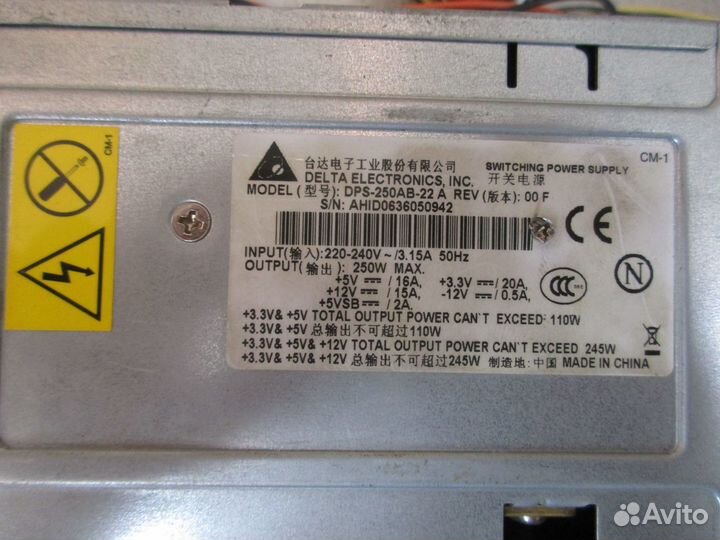 CM-1
台达电子工业股份有限公司
DELTA ELECTRONICS, INC.
SWITCHING POWER SUPPLY
开关电源
CM-1
MODEL (型号): DPS-250AB-22 A REV (版本): 00 F
S/N: AHID0636050942
CE
N
INPUT(输入):220-240V~/3.15A 50Hz
OUTPUT(输出): 250W MAX.
+5V ⎓/ 16A, +3.3V ⎓/ 20A,
+12V ⎓/ 15A, -12V ⎓/ 0.5A,
+5VSB ⎓/ 2A.
+3.3V& +5V TOTAL OUTPUT POWER CAN`T EXCEED: 110W
+3.3V& +5V 总输出不可超过110W
+3.3V& +5V& +12V TOTAL OUTPUT POWER CAN`T EXCEED 245W
+3.3V& +5V& +12V 总输出不可超过245W 制造地: 中国 MADE IN CHINA
Avito